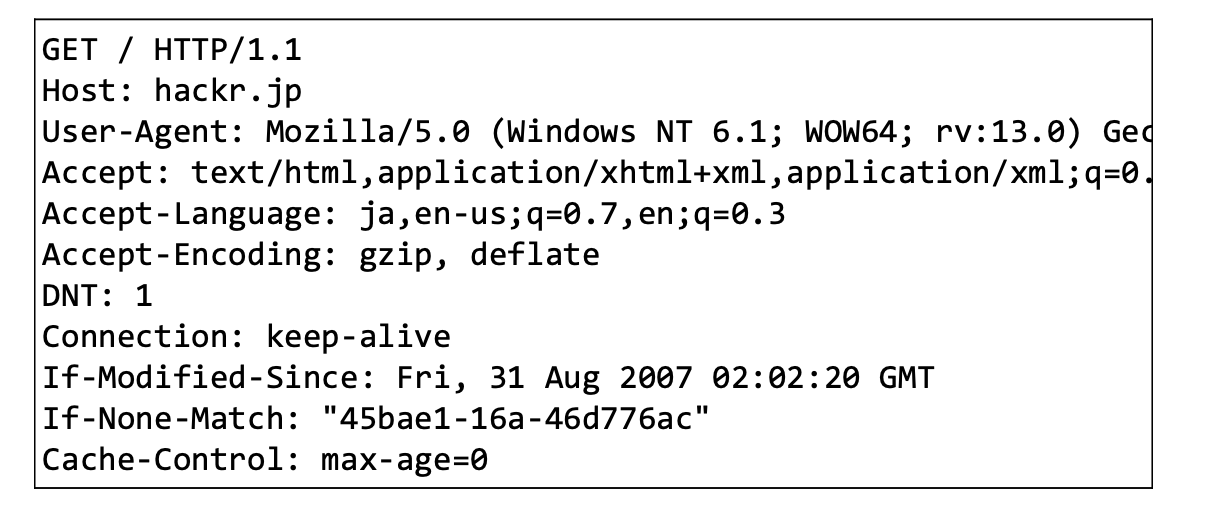 GET / HTTP/1.1
Host: hackr.jp
User-Agent: Mozilla/5.0 (Windows NT 6.1; WOW64; rv:13.0)
Accept: text/html,application/xhtml+xml,application/xml;q=0.
Accept-Language: ja,en-us;q=0.7,en;q=0.3
Accept-Encoding: gzip, deflate
DNT: 1
Connection: keep-alive
If-Modified-Since: Fri, 31 Aug 2007 02:02:20 GMT
If-None-Match: "45bae1-16a-46d776ac"
Cache-Control: max-age=0